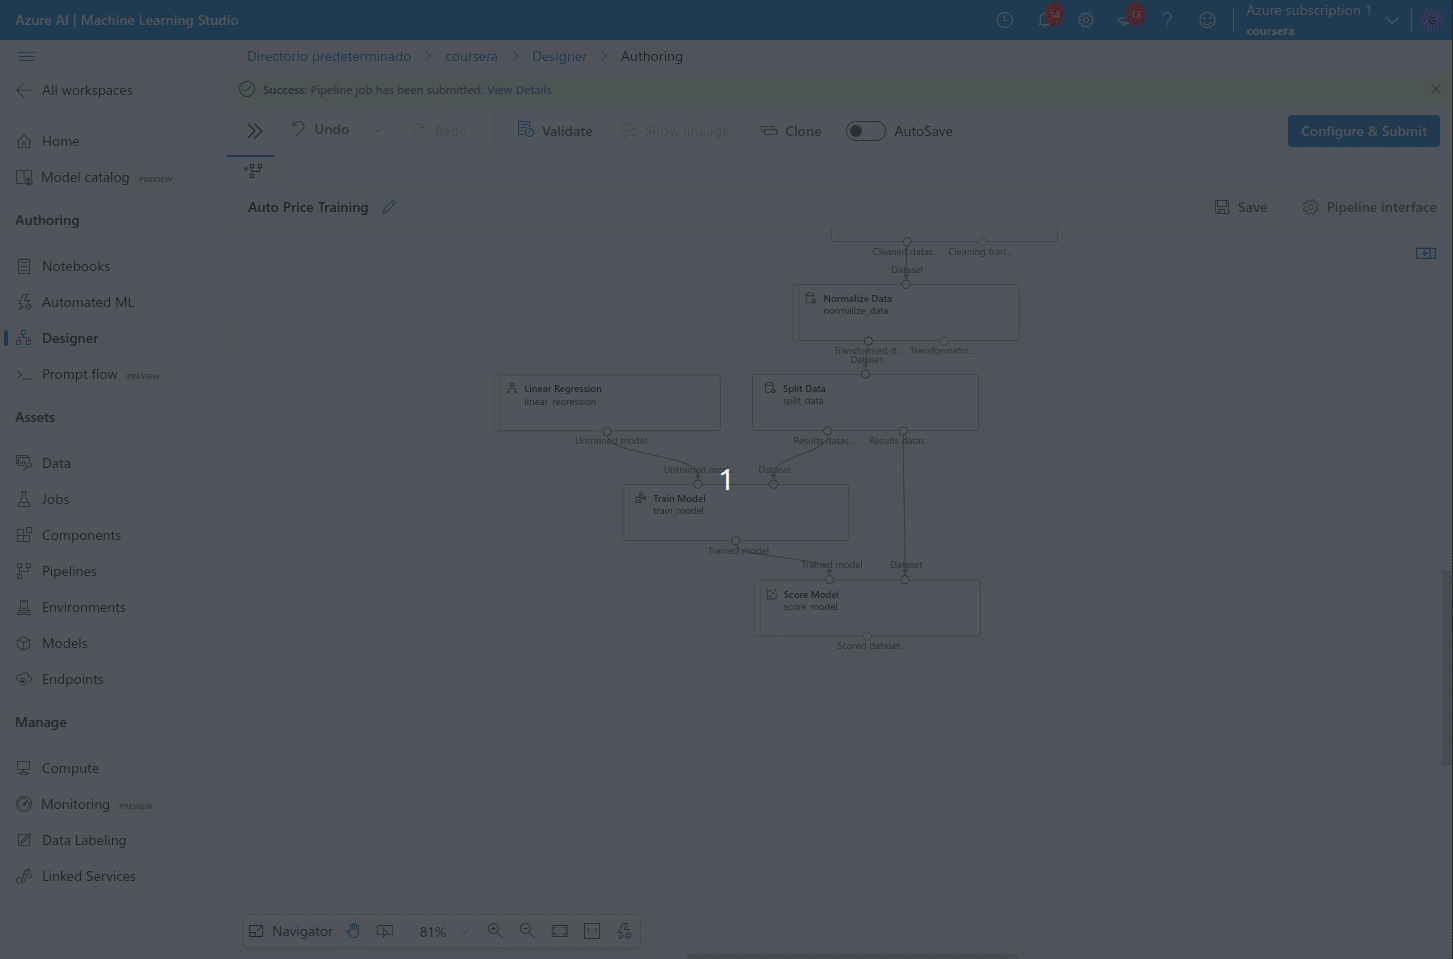 Azure AI | Machine Learning Studio
14
13
Azure subscription 1
coursera
All workspaces
Home
Model catalog PREVIEW
Authoring
Notebooks
Automated ML
Designer
Prompt flow PREVIEW
Assets
Data
Jobs
Components
Pipelines
Environments
Models
Endpoints
Manage
Compute
Monitoring PREVIEW
Data Labeling
Linked Services
Directorio predeterminado > coursera > Designer > Authoring
Success: Pipeline job has been submitted. View Details
Undo
Redo
Validate
Show lineage
Clone
AutoSave
Configure & Submit
Auto Price Training
Save
Pipeline interface
Cleaned datas... Cleaning tran...
Dataset
Normalize Data
normalize_data
Transformed d... Transformatio...
Dataset
Linear Regression
linear_regression
Untrained model
Split Data
split_data
Results datas... Results datas...
Untrained mo...
Dataset
1
Train Model
train_model
Trained model
Trained model
Dataset
Score Model
score_model
Scored dataset
Navigator
81%
1:1